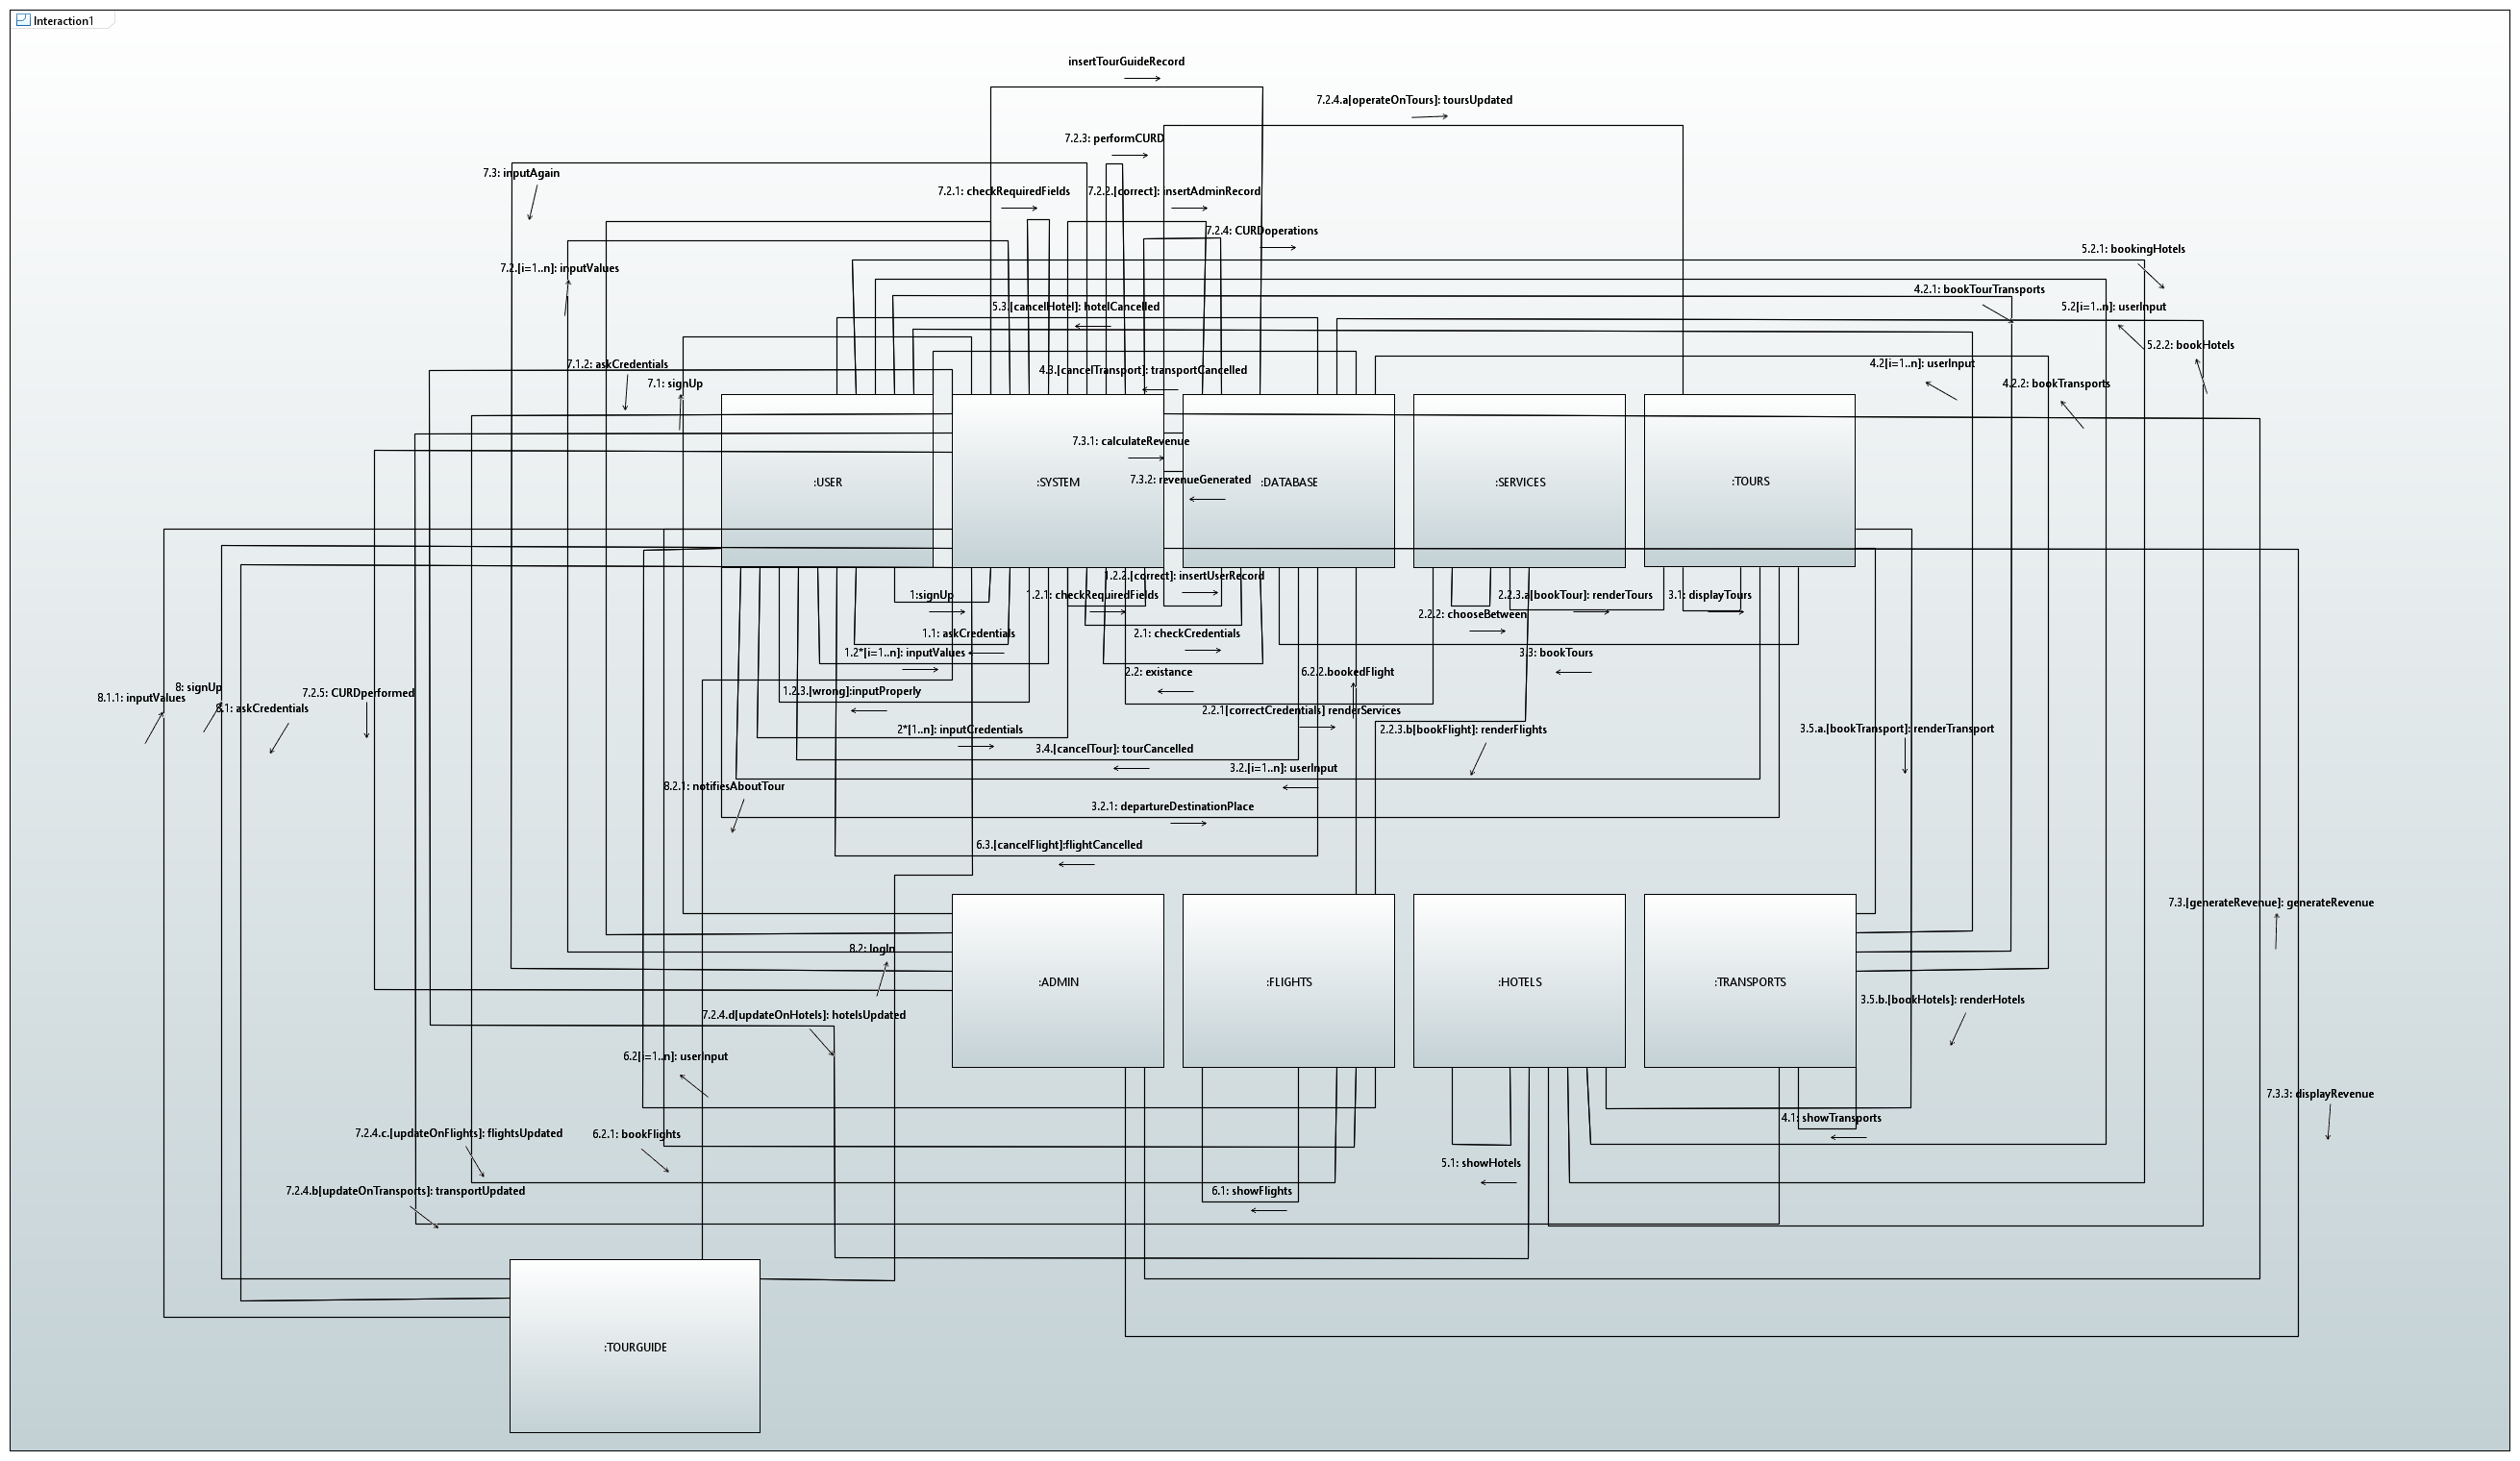 Interaction1
insertTourGuideRecord
7.2.4.a[operateOnTours]: toursUpdated
7.2.3: performCURD
7.3: inputAgain
7.2.1: checkRequiredFields
7.2.2.[correct]: insertAdminRecord
7.2.4: CURDoperations
5.2.1: bookingHotels
7.2.[i=1..n]: inputValues
4.2.1: bookTourTransports
5.3.[cancelHotel]: hotelCancelled
5.2[i=1..n]: userInput
5.2.2: bookHotels
7.1.2: askCredentials
4.3.[cancelTransport]: transportCancelled
4.2[i=1..n]: userInput
7.1: signUp
4.2.2: bookTransports
7.3.1: calculateRevenue
7.3.2: revenueGenerated
:USER
:SYSTEM
:DATABASE
:SERVICES
:TOURS
1.2.2.[correct]: insertUserRecord
1:signUp
1.2.1: checkRequiredFields
2.2.3.a[bookTour]: renderTours
3.1: displayTours
2.2.2: chooseBetween
1.1: askCredentials
2.1: checkCredentials
1.2*[i=1..n]: inputValues
3.3: bookTours
2.2: existance
6.2.2.bookedFlight
8: signUp
8.1.1: inputValues
7.2.5: CURDperformed
1.2.3.[wrong]:inputProperly
8.1: askCredentials
2.2.1[correctCredentials] renderServices
2*[1..n]: inputCredentials
2.2.3.b[bookFlight]: renderFlights
3.5.a.[bookTransport]: renderTransport
3.4.[cancelTour]: tourCancelled
3.2.[i=1..n]: userInput
8.2.1: notifiesAboutTour
3.2.1: departureDestinationPlace
6.3.[cancelFlight]:flightCancelled
7.3.[generateRevenue]: generateRevenue
8.2: logIn
:ADMIN
:FLIGHTS
:HOTELS
:TRANSPORTS
3.5.b.[bookHotels]: renderHotels
7.2.4.d[updateOnHotels]: hotelsUpdated
6.2[i=1..n]: userInput
7.3.3: displayRevenue
4.1: showTransports
7.2.4.c.[updateOnFlights]: flightsUpdated
6.2.1: bookFlights
5.1: showHotels
7.2.4.b[updateOnTransports]: transportUpdated
6.1: showFlights
:TOURGUIDE